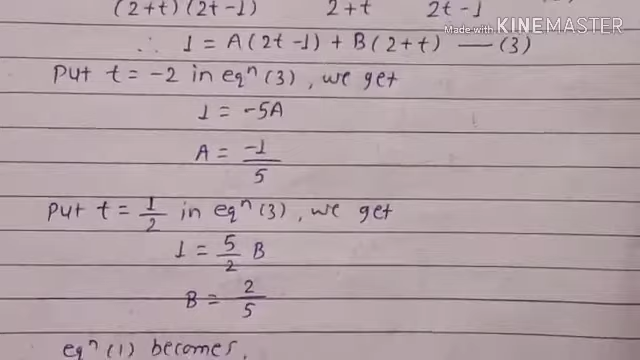 (2+t)(2t-1) 2+t 2t-1
Made with KINEMASTER
∴ 1 = A(2t-1) + B(2+t) — (3)
Put t = -2 in eqⁿ(3), we get
1 = -5A
A = -1/5
Put t = 1/2 in eqⁿ(3), we get
1 = 5/2 B
B = 2/5
eqⁿ(1) becomes,